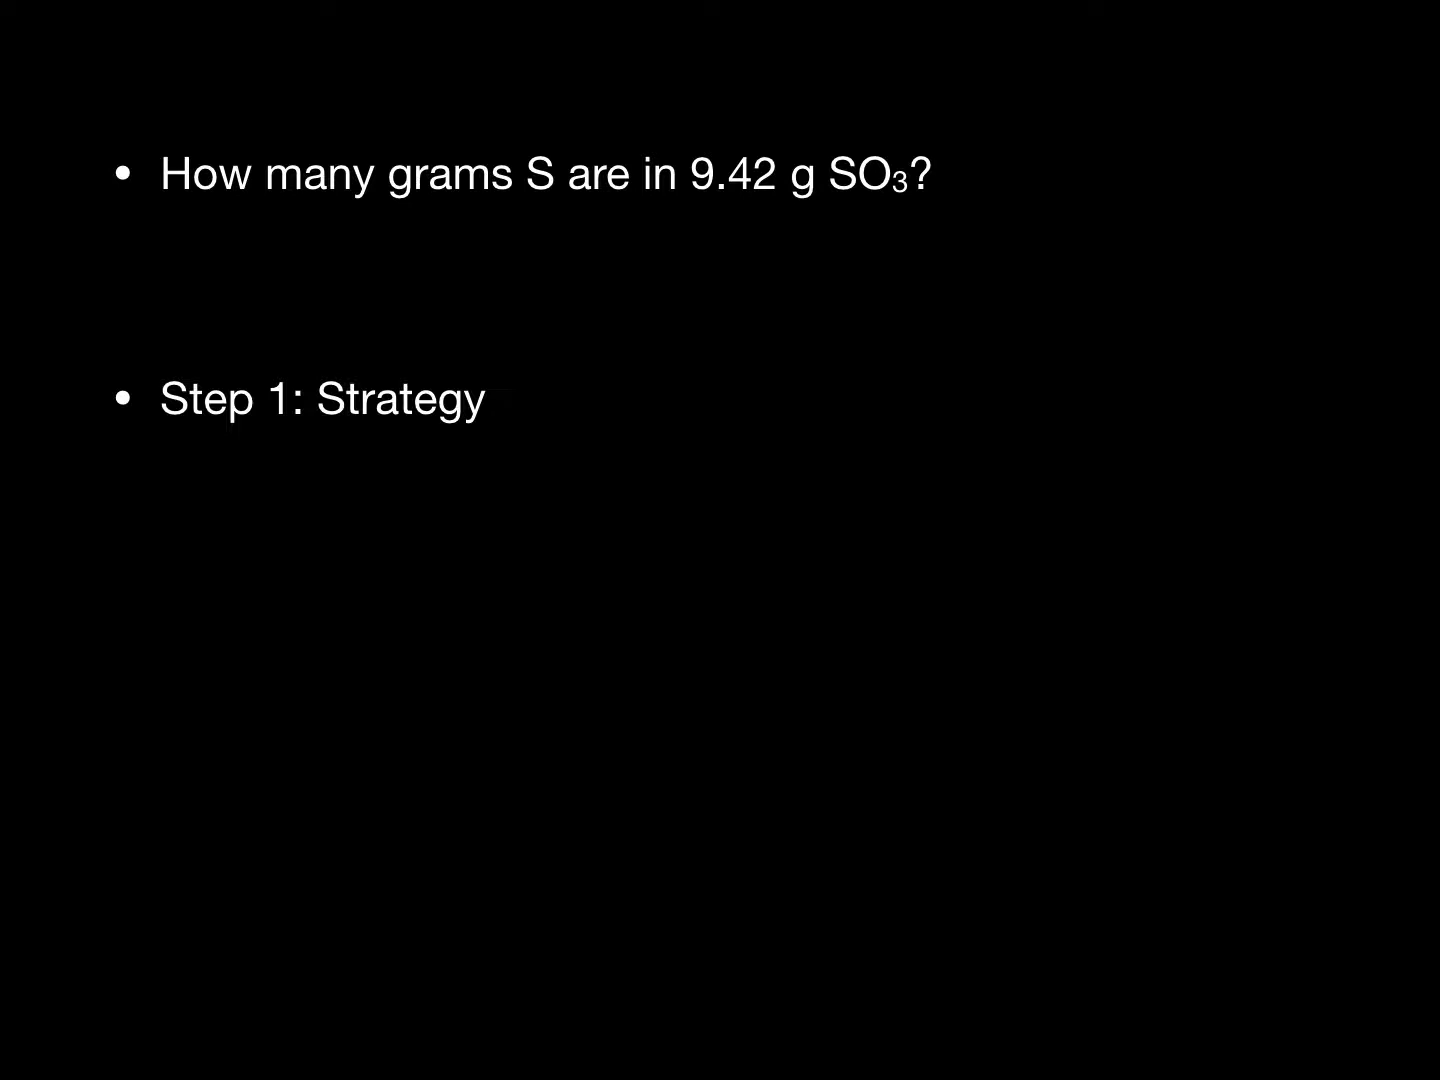 • How many grams S are in 9.42 g SO₃?
• Step 1: Strategy